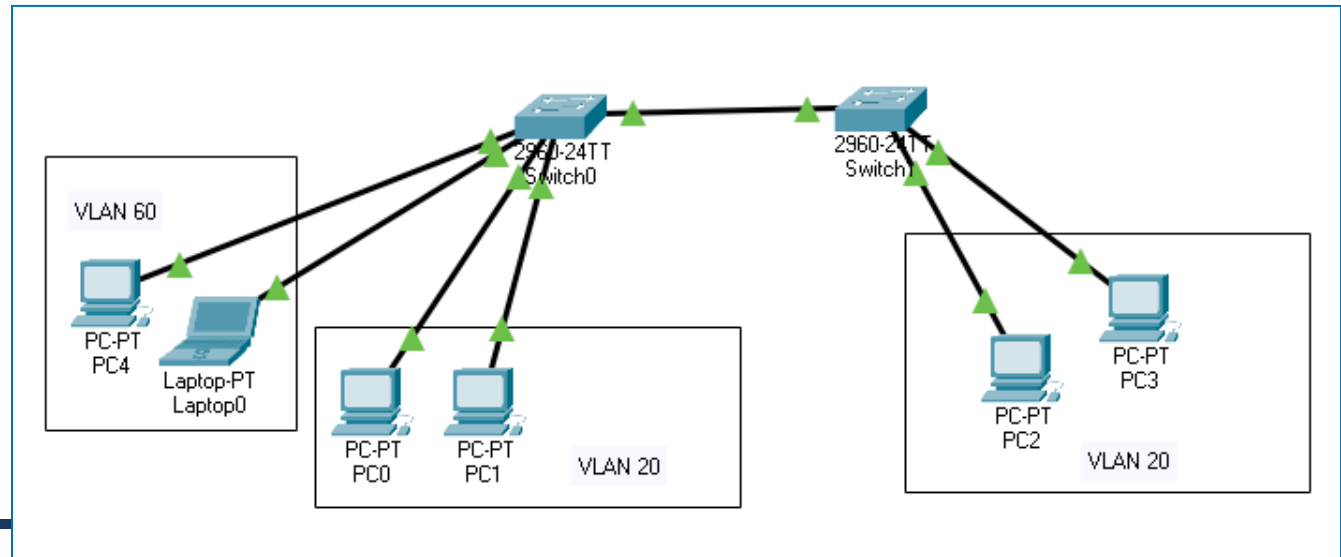 2960-24TT
Switch0
2960-24TT
Switch1
VLAN 60
PC-PT
PC4
Laptop-PT
Laptop0
PC-PT
PC0
PC-PT
PC1
VLAN 20
PC-PT
PC2
PC-PT
PC3
VLAN 20